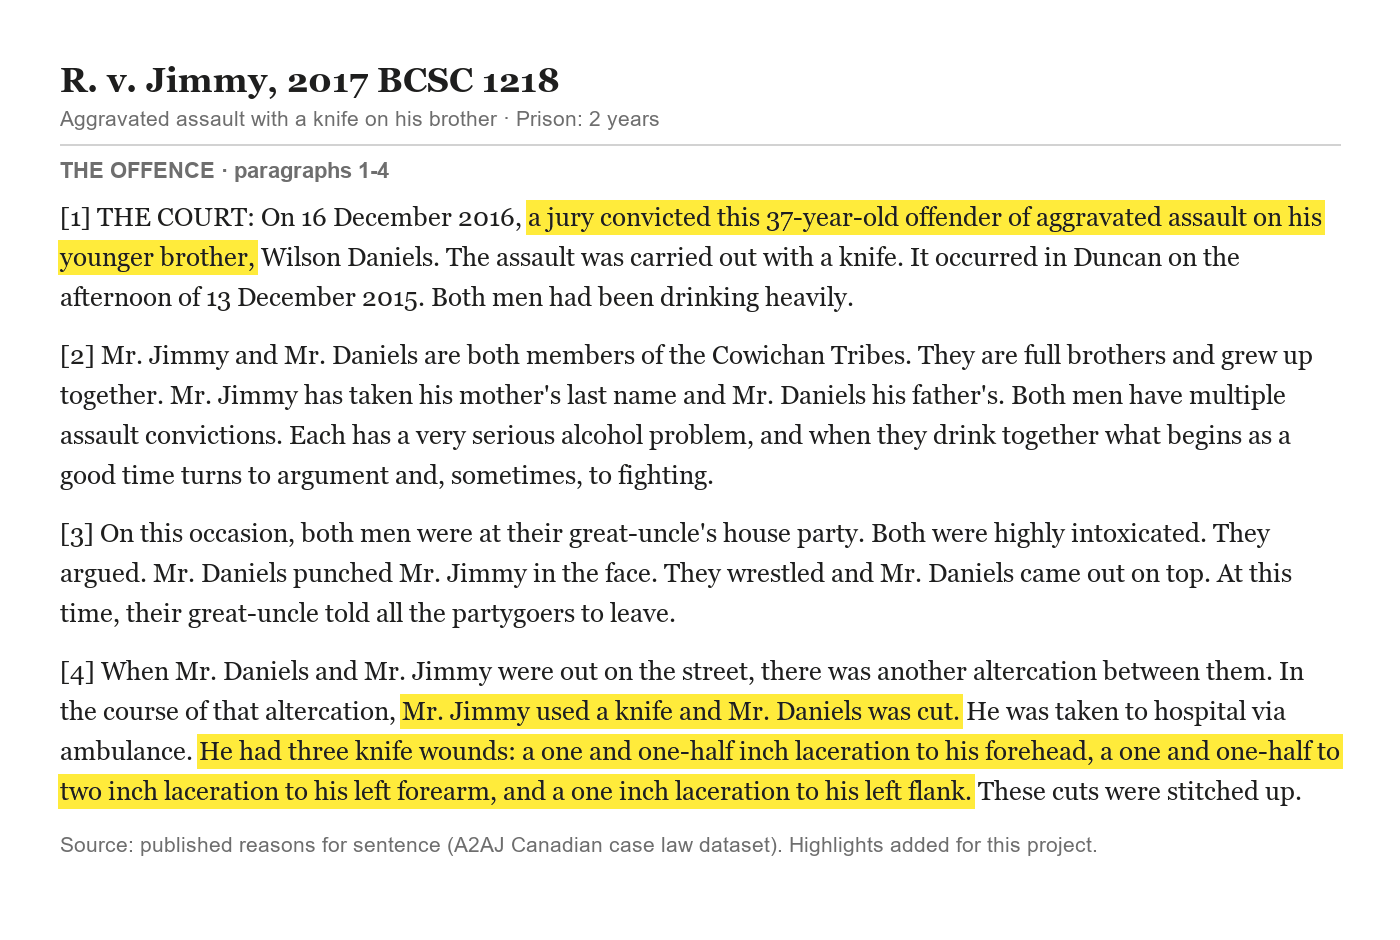 R. v. Jimmy, 2017 BCSC 1218
Aggravated assault with a knife on his brother · Prison: 2 years
THE OFFENCE · paragraphs 1-4
[1] THE COURT: On 16 December 2016, a jury convicted this 37-year-old offender of aggravated assault on his
younger brother, Wilson Daniels. The assault was carried out with a knife. It occurred in Duncan on the
afternoon of 13 December 2015. Both men had been drinking heavily.
[2] Mr. Jimmy and Mr. Daniels are both members of the Cowichan Tribes. They are full brothers and grew up
together. Mr. Jimmy has taken his mother's last name and Mr. Daniels his father's. Both men have multiple
assault convictions. Each has a very serious alcohol problem, and when they drink together what begins as a
good time turns to argument and, sometimes, to fighting.
[3] On this occasion, both men were at their great-uncle's house party. Both were highly intoxicated. They
argued. Mr. Daniels punched Mr. Jimmy in the face. They wrestled and Mr. Daniels came out on top. At this
time, their great-uncle told all the partygoers to leave.
[4] When Mr. Daniels and Mr. Jimmy were out on the street, there was another altercation between them. In
the course of that altercation, Mr. Jimmy used a knife and Mr. Daniels was cut. He was taken to hospital via
ambulance. He had three knife wounds: a one and one-half inch laceration to his forehead, a one and one-half to
two inch laceration to his left forearm, and a one inch laceration to his left flank. These cuts were stitched up.
Source: published reasons for sentence (A2AJ Canadian case law dataset). Highlights added for this project.